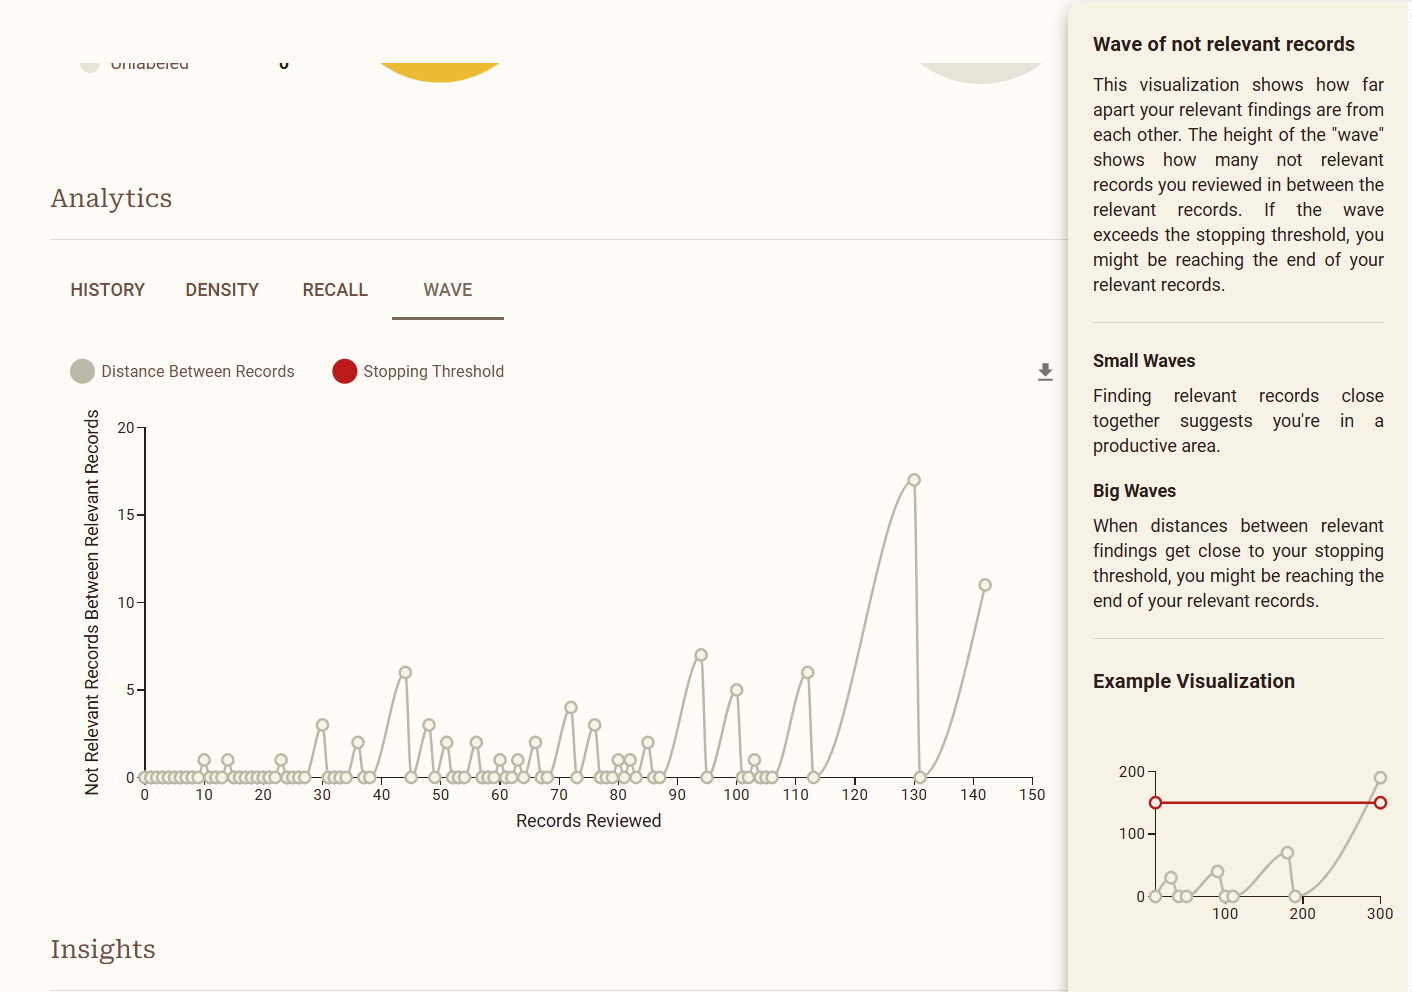 Unlabeled 0
Analytics
HISTORY DENSITY RECALL WAVE
Distance Between Records Stopping Threshold
Not Relevant Records Between Relevant Records
20
15
10
5
0
0 10 20 30 40 50 60 70 80 90 100 110 120 130 140 150
Records Reviewed
Insights
Wave of not relevant records
This visualization shows how far
apart your relevant findings are from
each other. The height of the "wave"
shows how many not relevant
records you reviewed in between the
relevant records. If the wave
exceeds the stopping threshold, you
might be reaching the end of your
relevant records.
Small Waves
Finding relevant records close
together suggests you're in a
productive area.
Big Waves
When distances between relevant
findings get close to your stopping
threshold, you might be reaching the
end of your relevant records.
Example Visualization
200
100
0
100 200 300